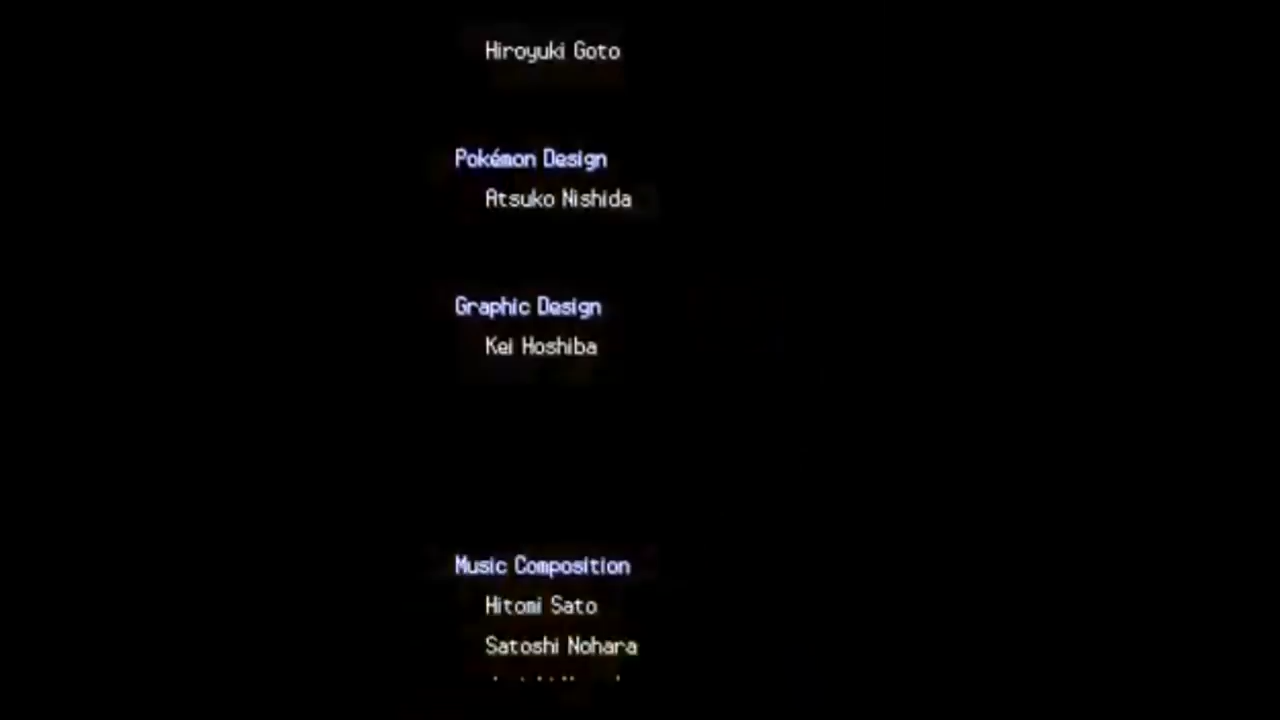 Hiroyuki Goto
Pokémon Design
Atsuko Nishida
Graphic Design
Kei Hoshiba
Music Composition
Hitomi Sato
Satoshi Nohara